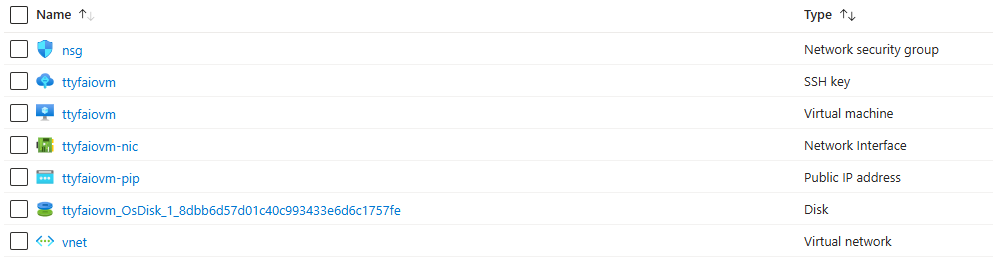 Name ↑↓ Type ↑↓
nsg Network security group
ttyfaiovm SSH key
ttyfaiovm Virtual machine
ttyfaiovm-nic Network Interface
ttyfaiovm-pip Public IP address
ttyfaiovm_OsDisk_1_8dbb6d57d01c40c993433e6d6c1757fe Disk
vnet Virtual network